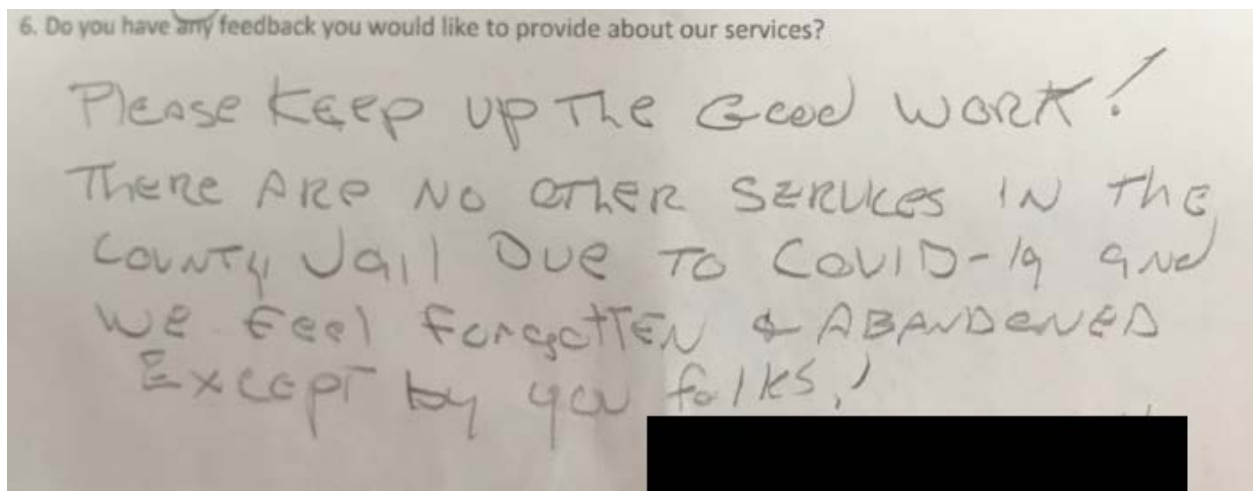 6. Do you have any feedback you would like to provide about our services?
Please Keep up The Good Work!
There Are No Other Services in the
County Jail Due to Covid-19 and
We Feel Forgotten & Abandoned
Except by you folks!